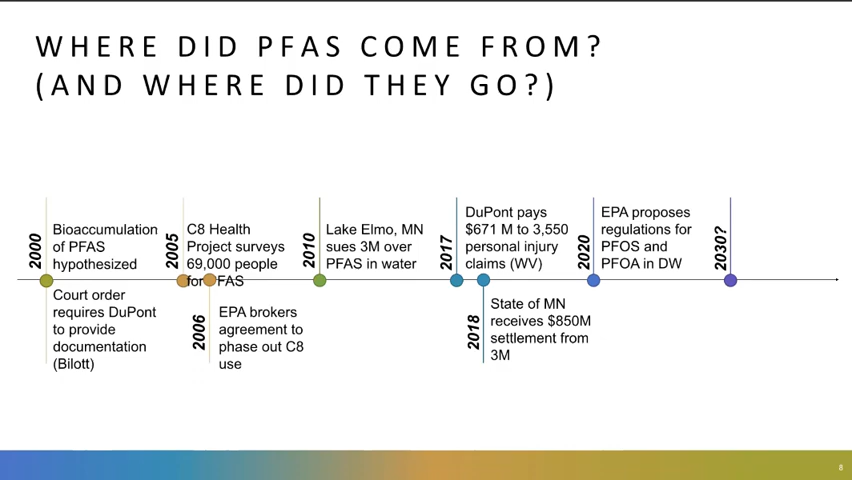 WHERE DID PFAS COME FROM?
(AND WHERE DID THEY GO?)
2000
Bioaccumulation
of PFAS
hypothesized
Court order
requires DuPont
to provide
documentation
(Bilott)
2005
C8 Health
Project surveys
69,000 people
for FAS
2006
EPA brokers
agreement to
phase out C8
use
2010
Lake Elmo, MN
sues 3M over
PFAS in water
2017
DuPont pays
$671 M to 3,550
personal injury
claims (WV)
2018
State of MN
receives $850M
settlement from
3M
2020
EPA proposes
regulations for
PFOS and
PFOA in DW
2030?
8